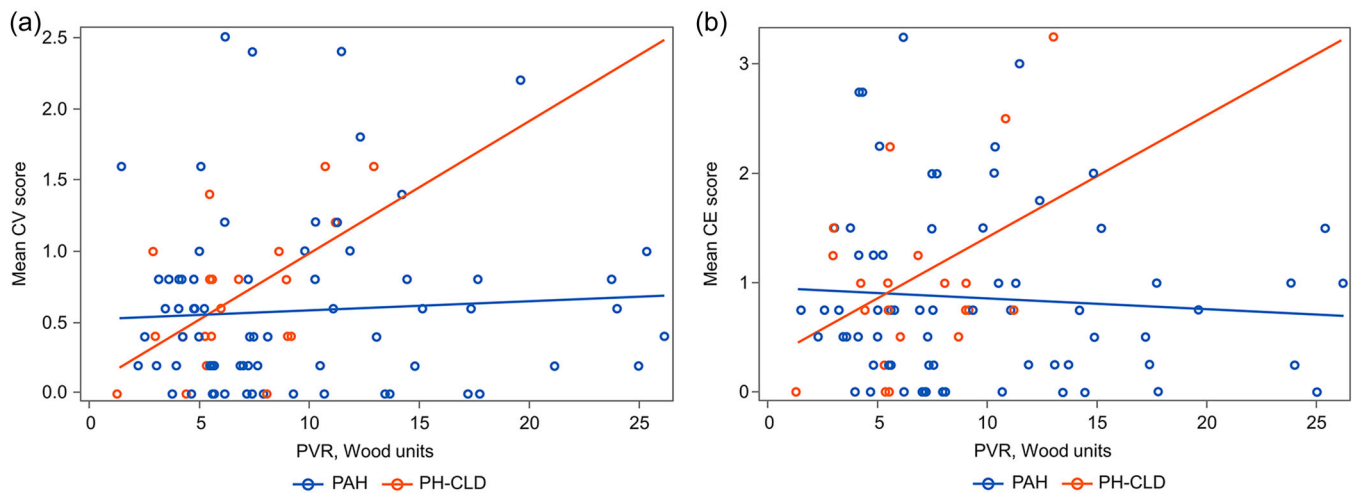 (a)
2.5
2.0
1.5
1.0
0.5
0.0
Mean CV score
0 5 10 15 20 25
PVR, Wood units
PAH PH-CLD
(b)
3
2
1
0
Mean CE score
0 5 10 15 20 25
PVR, Wood units
PAH PH-CLD